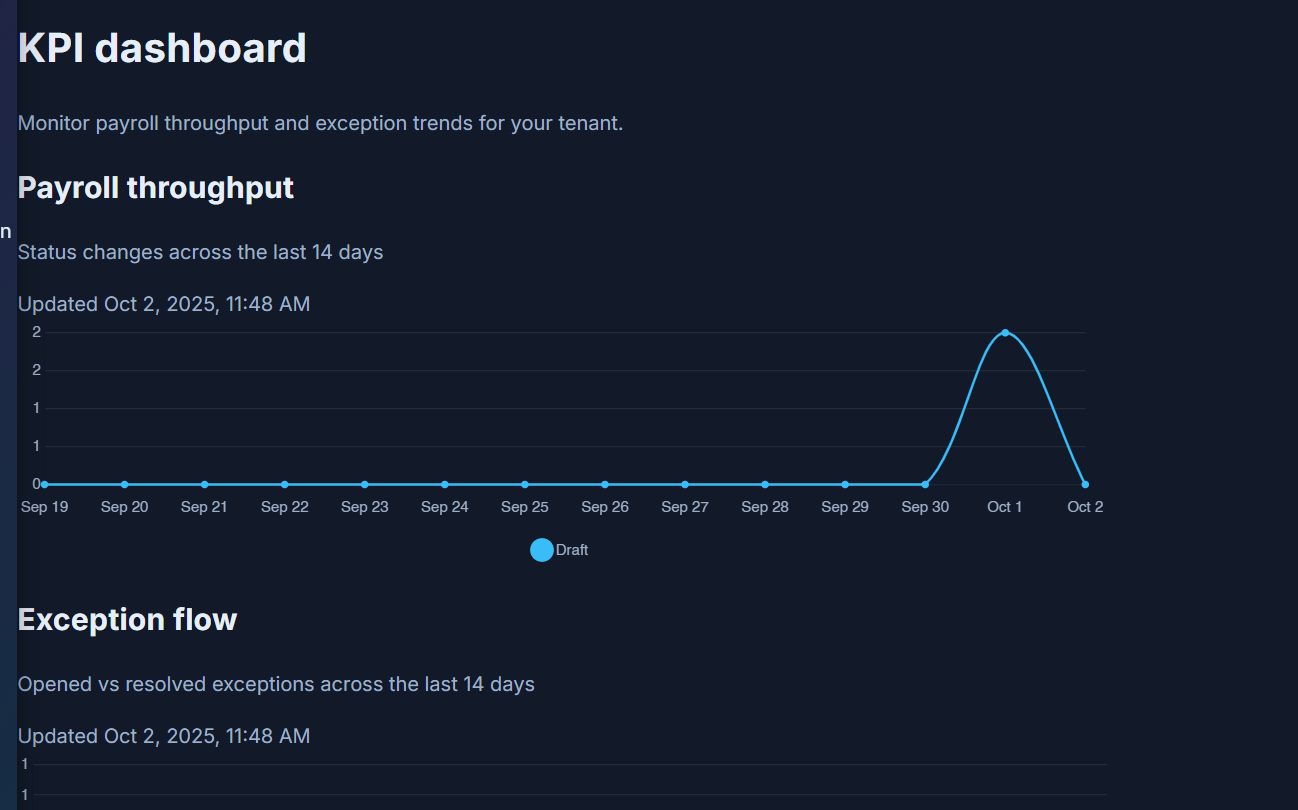 KPI dashboard
Monitor payroll throughput and exception trends for your tenant.
Payroll throughput
n
Status changes across the last 14 days
Updated Oct 2, 2025, 11:48 AM
2
2
1
1
0
Sep 19 Sep 20 Sep 21 Sep 22 Sep 23 Sep 24 Sep 25 Sep 26 Sep 27 Sep 28 Sep 29 Sep 30 Oct 1 Oct 2
Draft
Exception flow
Opened vs resolved exceptions across the last 14 days
Updated Oct 2, 2025, 11:48 AM
1
1